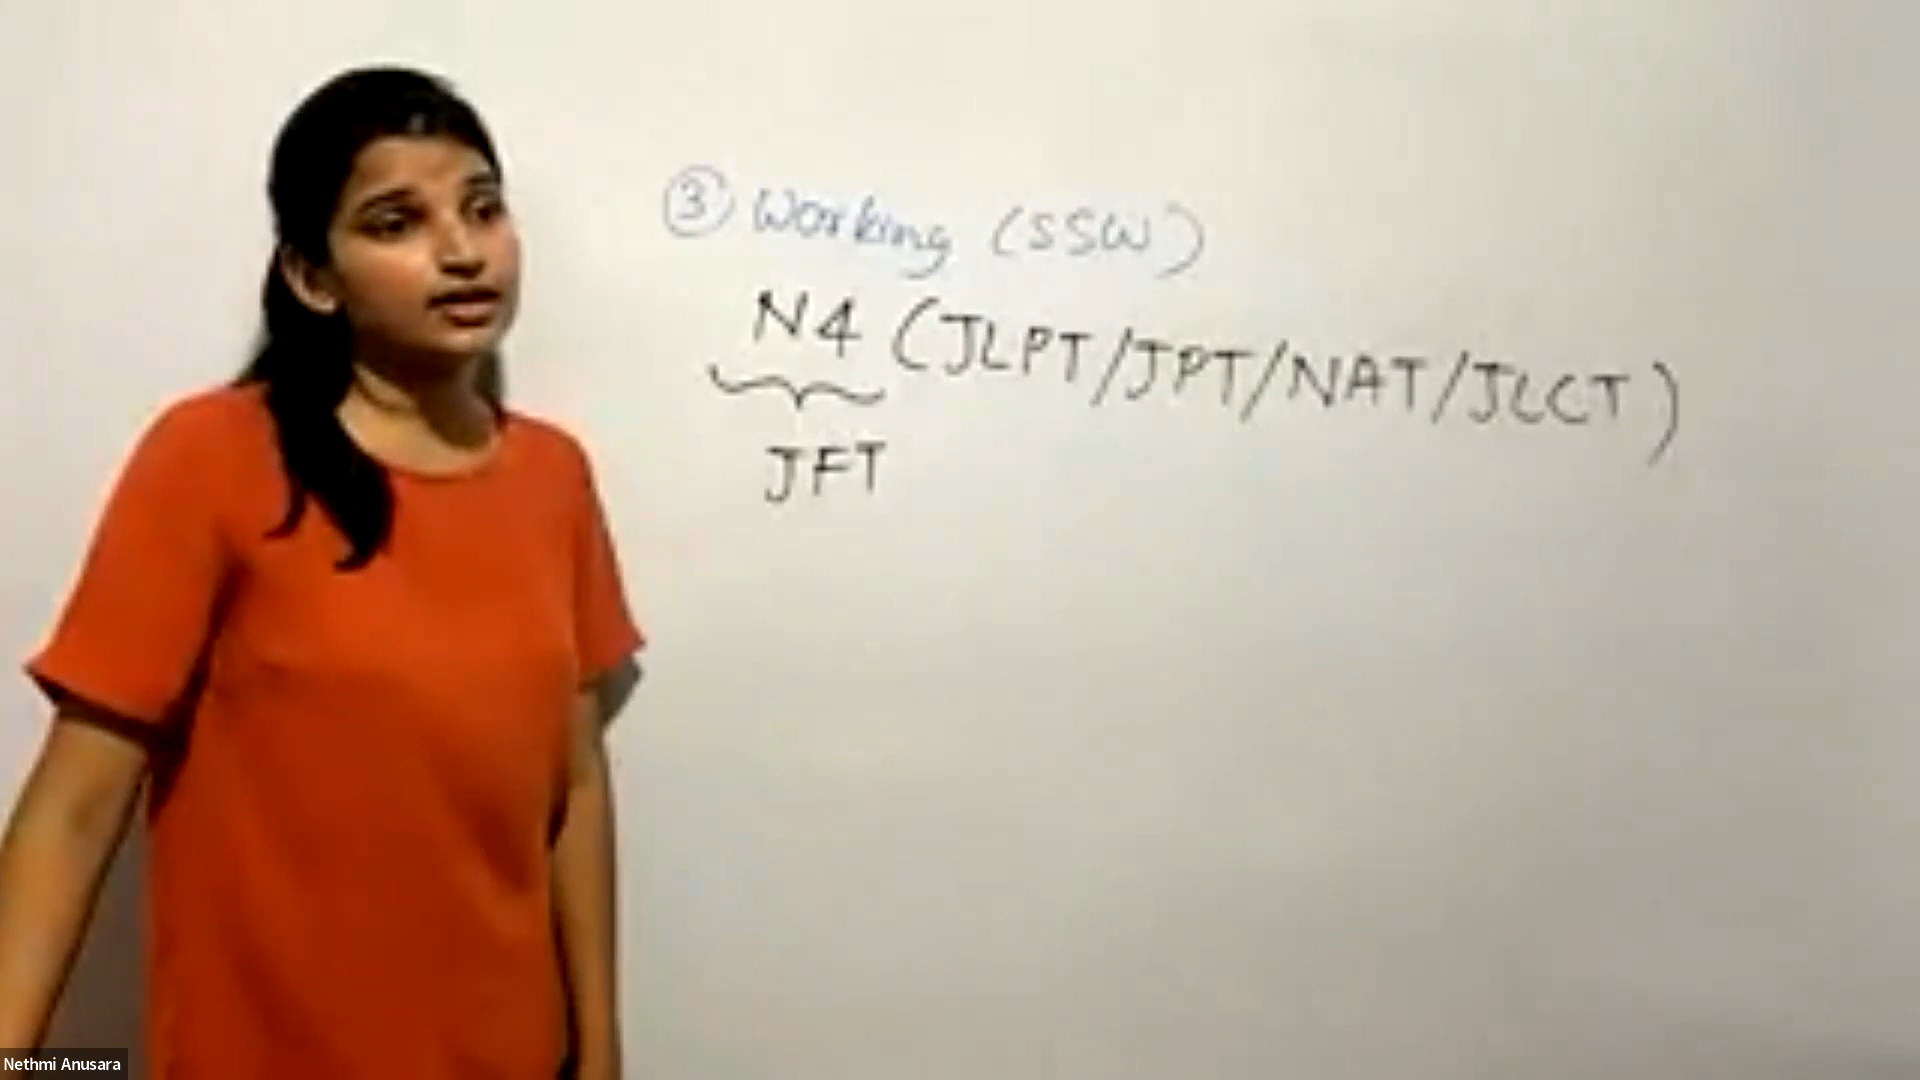 ③ Working (SSW)
N4 (JLPT/JPT/NAT/JLCT)
JFT
Nethmi Anusara